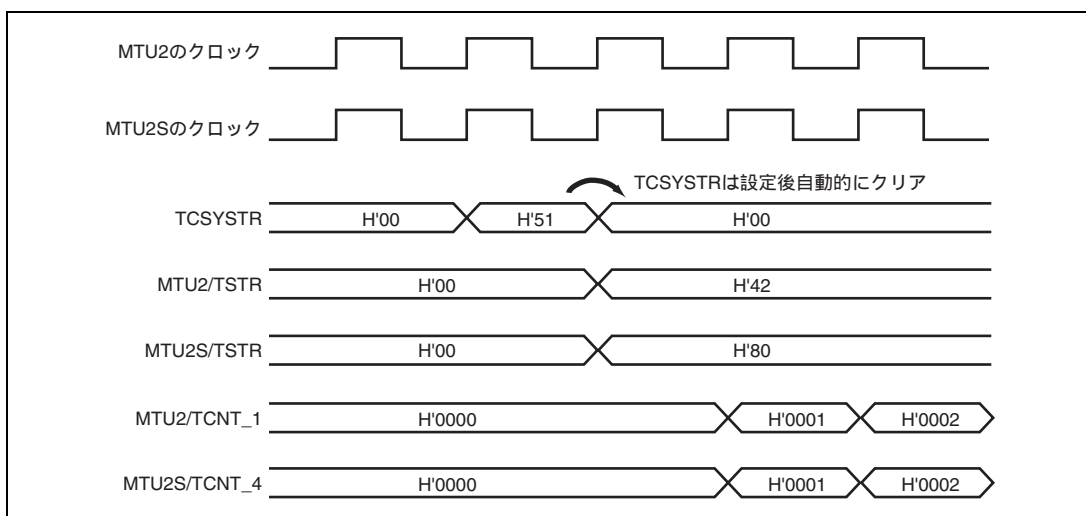 MTU2のクロック
MTU2Sのクロック
TCSYSTRは設定後自動的にクリア
TCSYSTR H'00 H'51 H'00
MTU2/TSTR H'00 H'42
MTU2S/TSTR H'00 H'80
MTU2/TCNT_1 H'0000 H'0001 H'0002
MTU2S/TCNT_4 H'0000 H'0001 H'0002